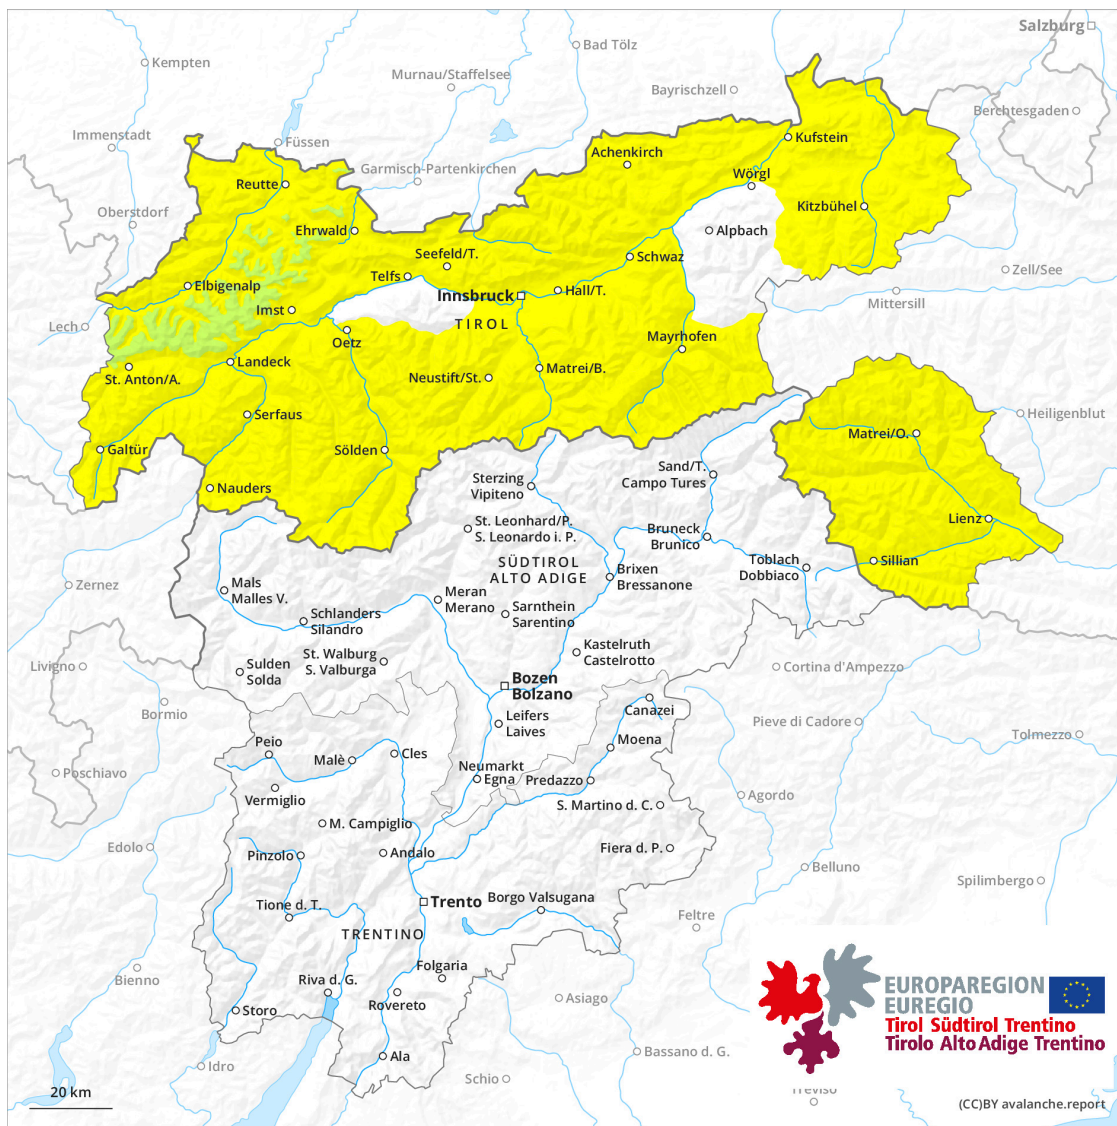 Salzburg
Bad Tölz
Kempten
Murnau/Staffelsee
Bayrischzell
Berchtesgaden
Immenstadt
Füssen
Kufstein
Achenkirch
Garmisch-Partenkirchen
Wörgl
Reutte
Kitzbühel
Oberstdorf
Ehrwald
Alpbach
Seefeld/T.
Schwaz
Zell/See
Telfs
Elbigenalp
Innsbruck
Hall/T.
Mittersill
Imst
TIROL
Lech
Oetz
Mayrhofen
Landeck
Matrei/B.
St. Anton/A.
Neustift/St.
Serfaus
Heiligenblut
Matrei/O.
Galtür
Sölden
Sand/T.
Campo Tures
Sterzing
Vipiteno
Nauders
St. Leonhard/P.
S. Leonardo i. P.
Lienz
Bruneck
Brunico
SÜDTIROL
ALTO ADIGE
Toblach
Dobbiaco
Sillian
Brixen
Bressanone
Zernez
Mals
Malles V.
Meran
Merano
Sarnthein
Sarentino
Schlanders
Silandro
Kastelruth
Castelrotto
St. Walburg
S. Valburga
Livigno
Sulden
Solda
Cortina d'Ampezzo
Bozen
Bolzano
Bormio
Canazei
Leifers
Laives
Pieve di Cadore
Tolmezzo
Peio
Moena
Malè
Cles
Poschiavo
Neumarkt
Egna
Predazzo
Vermiglio
Agordo
S. Martino d. C.
M. Campiglio
Edolo
Pinzolo
Andalo
Fiera d. P.
Belluno
Spilimbergo
Trento
Borgo Valsugana
Tione d. T.
Feltre
TRENTINO
Folgaria
Bienno
Riva d. G.
Rovereto
Asiago
Storo
EUROPAREGION
EUREGIO
Tirol Südtirol Trentino
Tirolo Alto Adige Trentino
Ala
Bassano d. G.
Idro
Schio
Treviso
20 km
(CC)BY avalanche.report